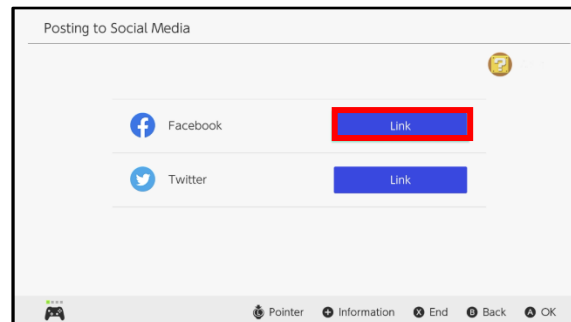 Posting to Social Media
Facebook Link
Twitter Link
Pointer Information X End B Back A OK